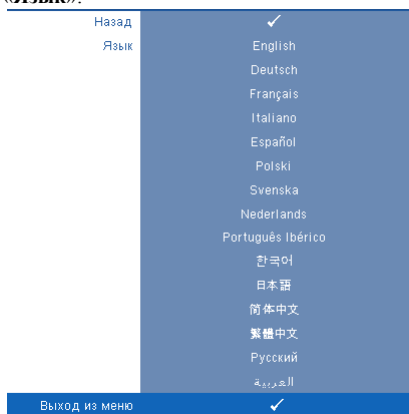 «Язык».
Назад ✓
Язык English
Deutsch
Français
Italiano
Español
Polski
Svenska
Nederlands
Português Ibérico
한국어
日本語
简体中文
繁體中文
Русский
العربية
Выход из меню ✓